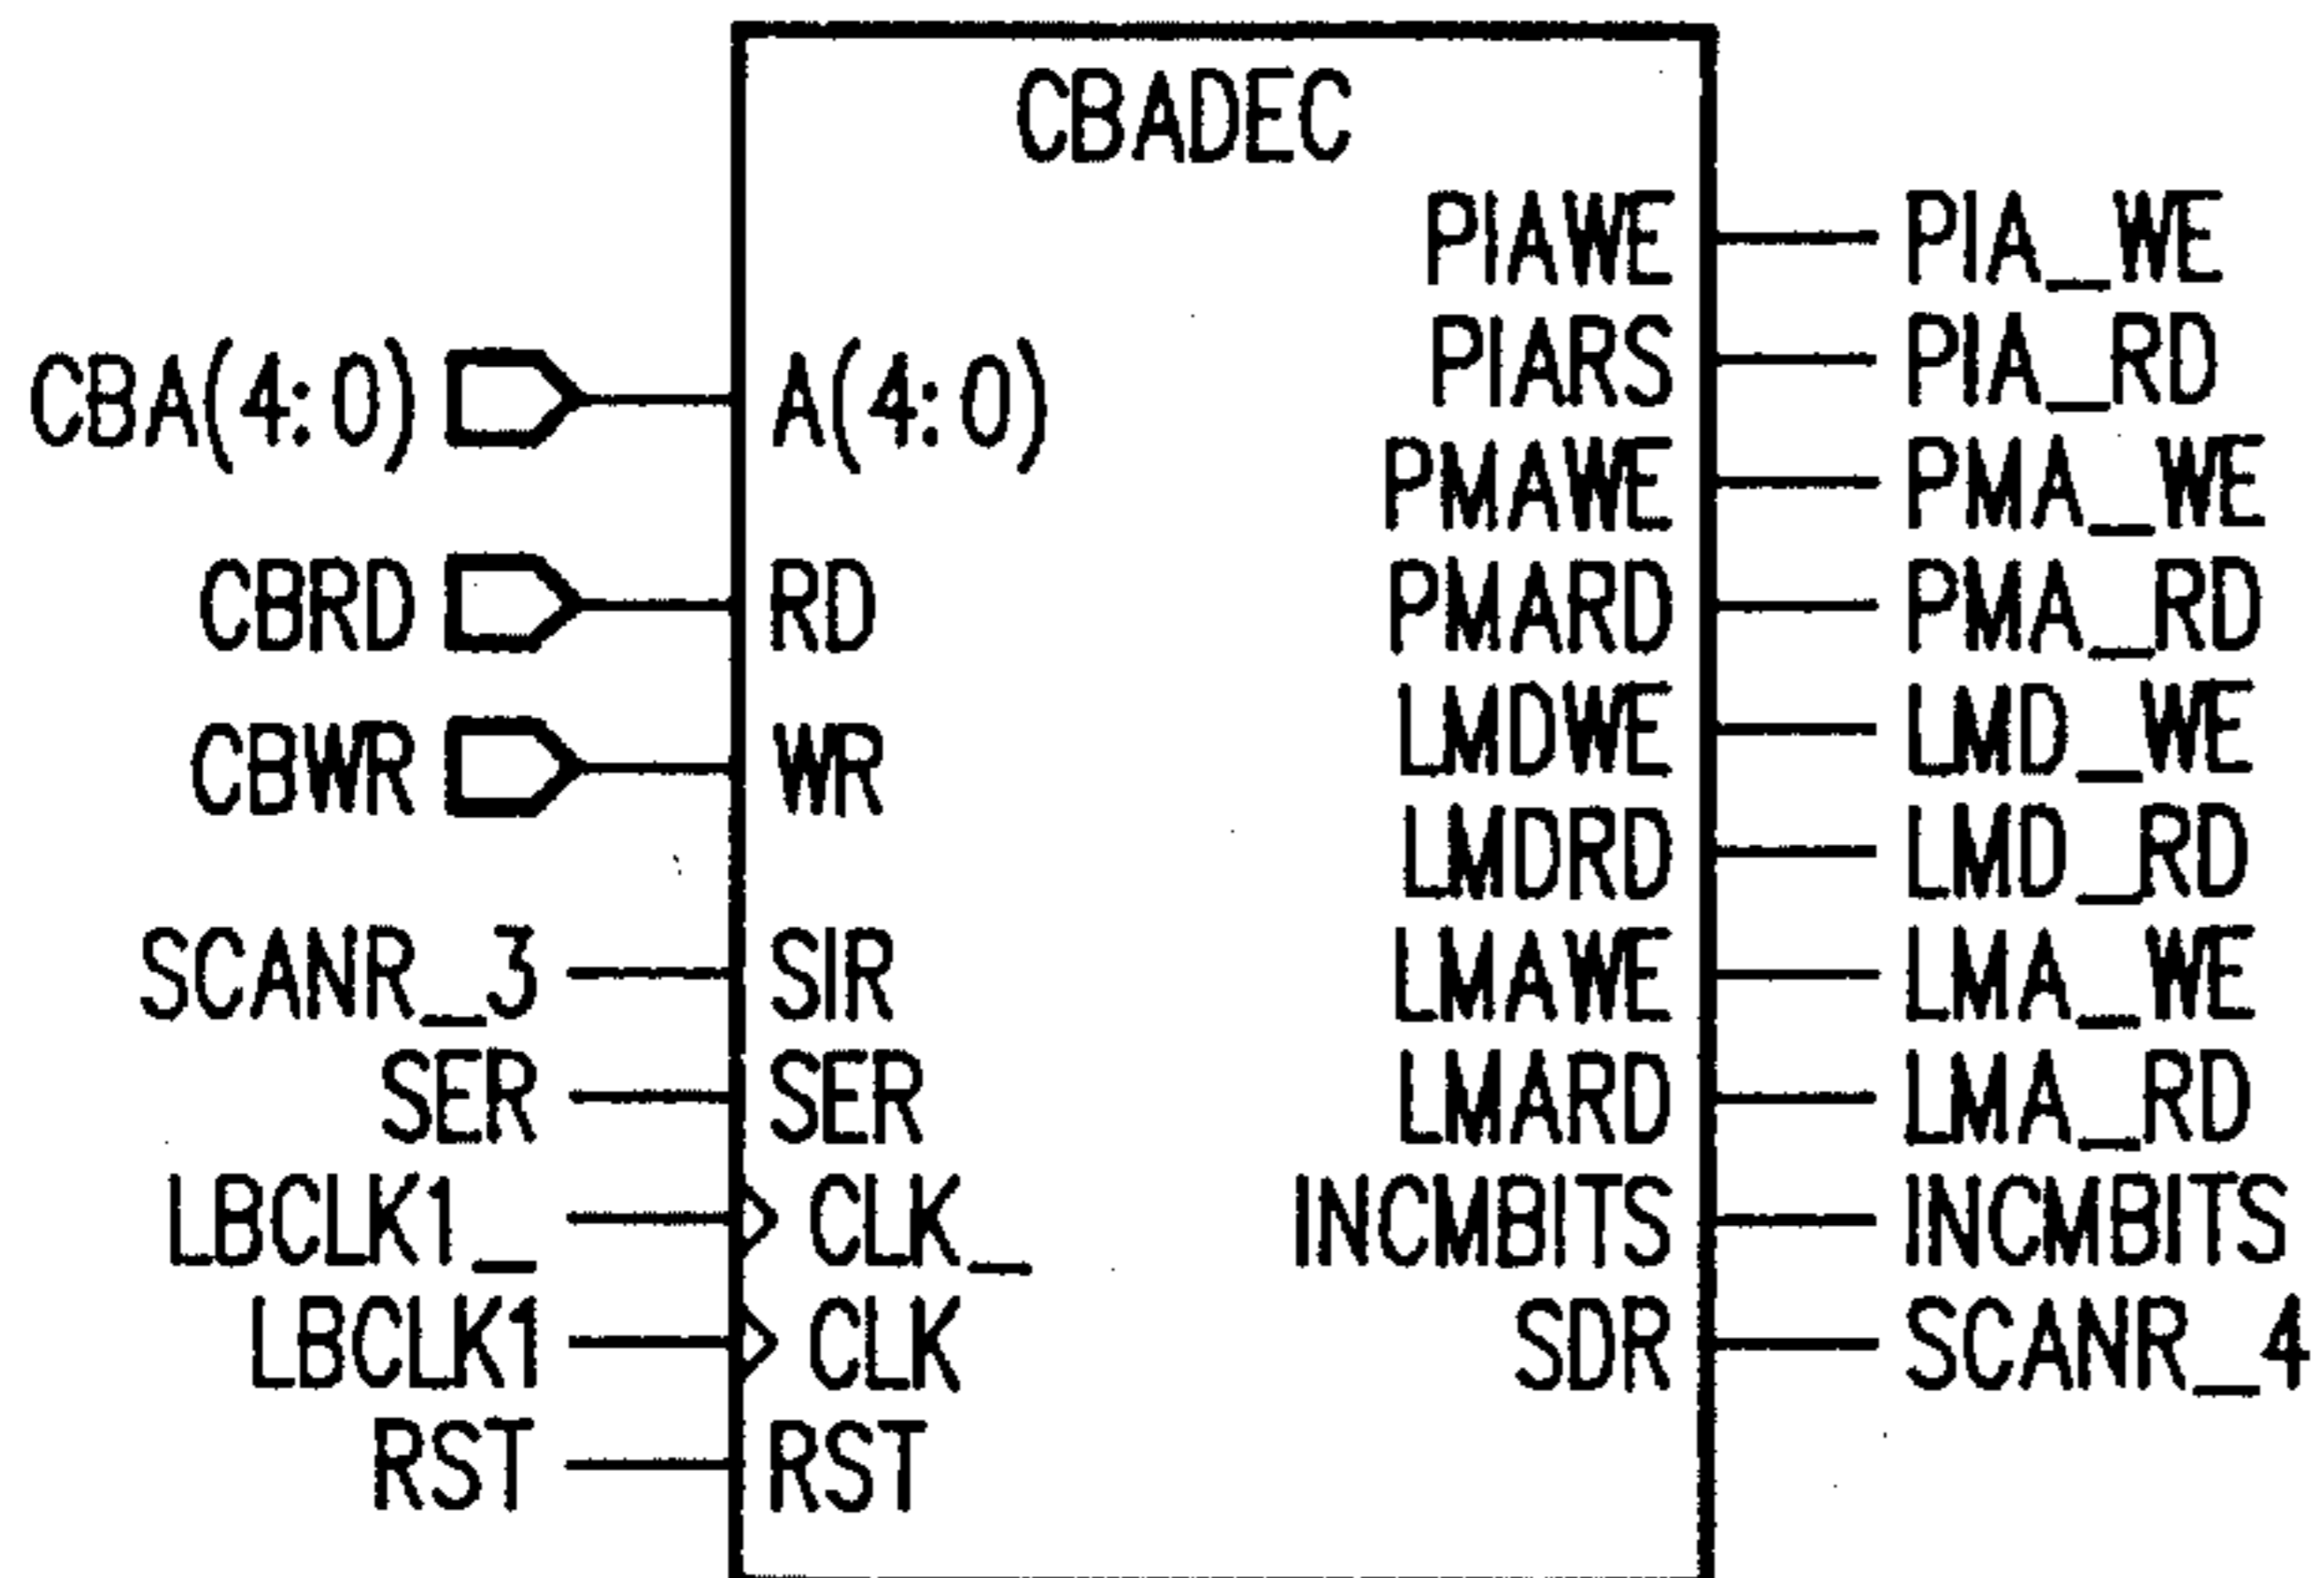 CBADEC
PIAWE PIA_WE
PIARS PIA_RD
CBA(4:0) A(4:0)
PMAWE PMA_WE
CBRD RD PMARD PMA_RD
CBWR WR LMDWE LMD_WE
LMDRD LMD_RD
SCANR_3 SIR LMAWE LMA_WE
SER SER LMARD LMA_RD
LBCLK1_ CLK_ INCMBITS INCMBITS
LBCLK1 CLK SDR SCANR_4
RST RST